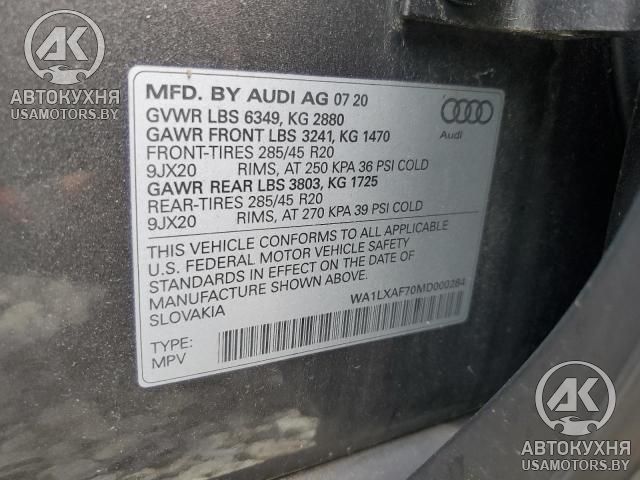 АК
АВТОКУХНЯ
USAMOTORS.BY
MFD. BY AUDI AG 07 20
GVWR LBS 6349, KG 2880
GAWR FRONT LBS 3241, KG 1470
FRONT-TIRES 285/45 R20
9JX20 RIMS, AT 250 KPA 36 PSI COLD
GAWR REAR LBS 3803, KG 1725
REAR-TIRES 285/45 R20
9JX20 RIMS, AT 270 KPA 39 PSI COLD
Audi
THIS VEHICLE CONFORMS TO ALL APPLICABLE
U.S. FEDERAL MOTOR VEHICLE SAFETY
STANDARDS IN EFFECT ON THE DATE OF
MANUFACTURE SHOWN ABOVE.
SLOVAKIA
WA1LXAF70MD000284
TYPE:
MPV
АК
АВТОКУХНЯ
USAMOTORS.BY